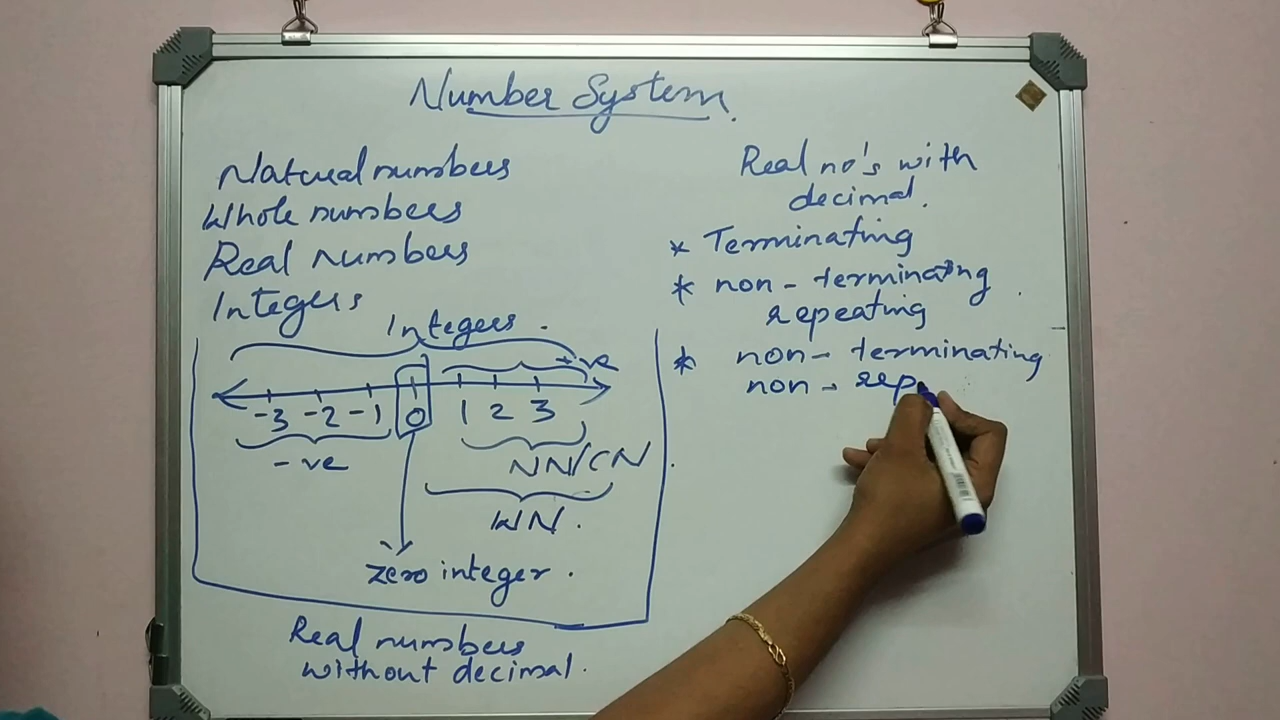 Number System.
Natural numbers
Whole numbers
Real numbers
Integers
Integers.
+ve
-3 -2 -1 0 1 2 3
-ve
NN/CN
WN.
zero integer.
Real numbers
without decimal.
Real no's with
decimal.
* Terminating
* non-terminating
repeating
* non-terminating
non-rep